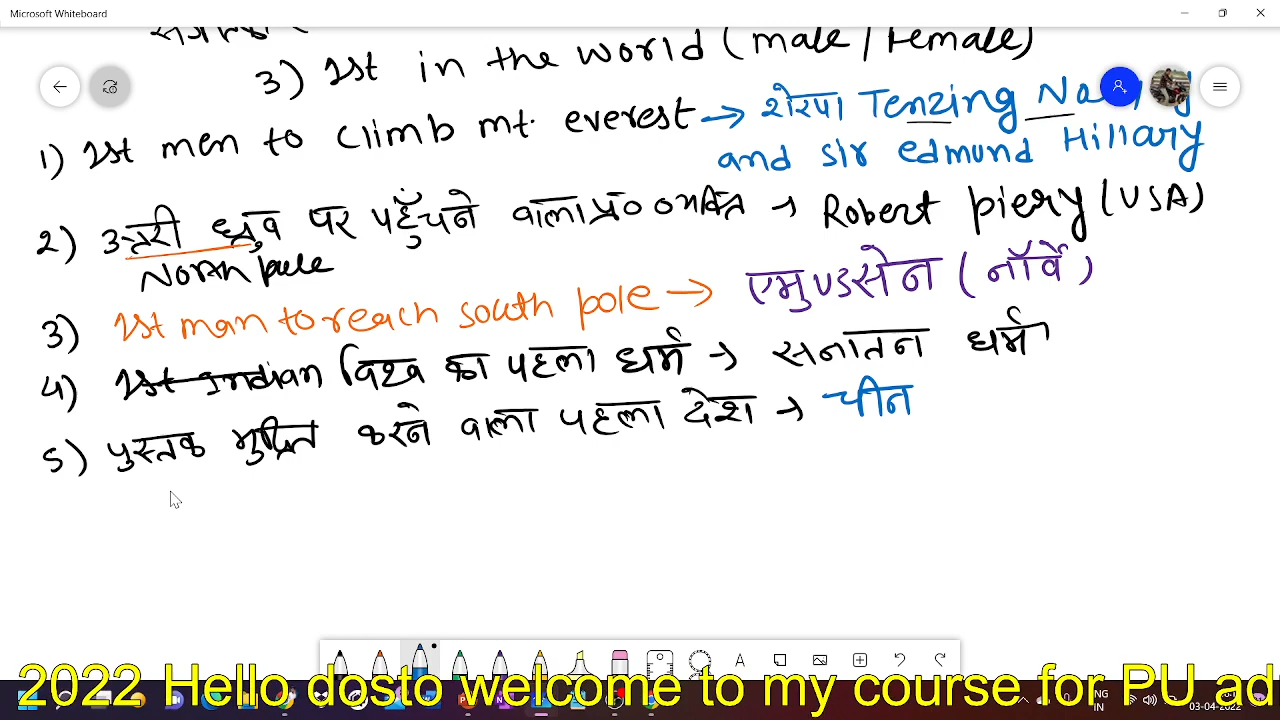 Microsoft Whiteboard
3) 1st in the world (male / Female)
1) 1st men to climb mt. everest → शेरपा Tenzing
and sir edmund Hillary
2) उत्तरी ध्रुव पर पहुँचने वाला प्र० → Robert piery (USA)
North pole
3) 1st man to reach south pole → एमुण्डसेन (नॉर्वे)
4) 1st Indian विश्व का पहला धर्म → सनातन धर्म
5) पुस्तक मुद्रित करने वाला पहला देश → चीन
2022 Hello dosto welcome to my course for PU ad
ENG
IN
03-04-2022